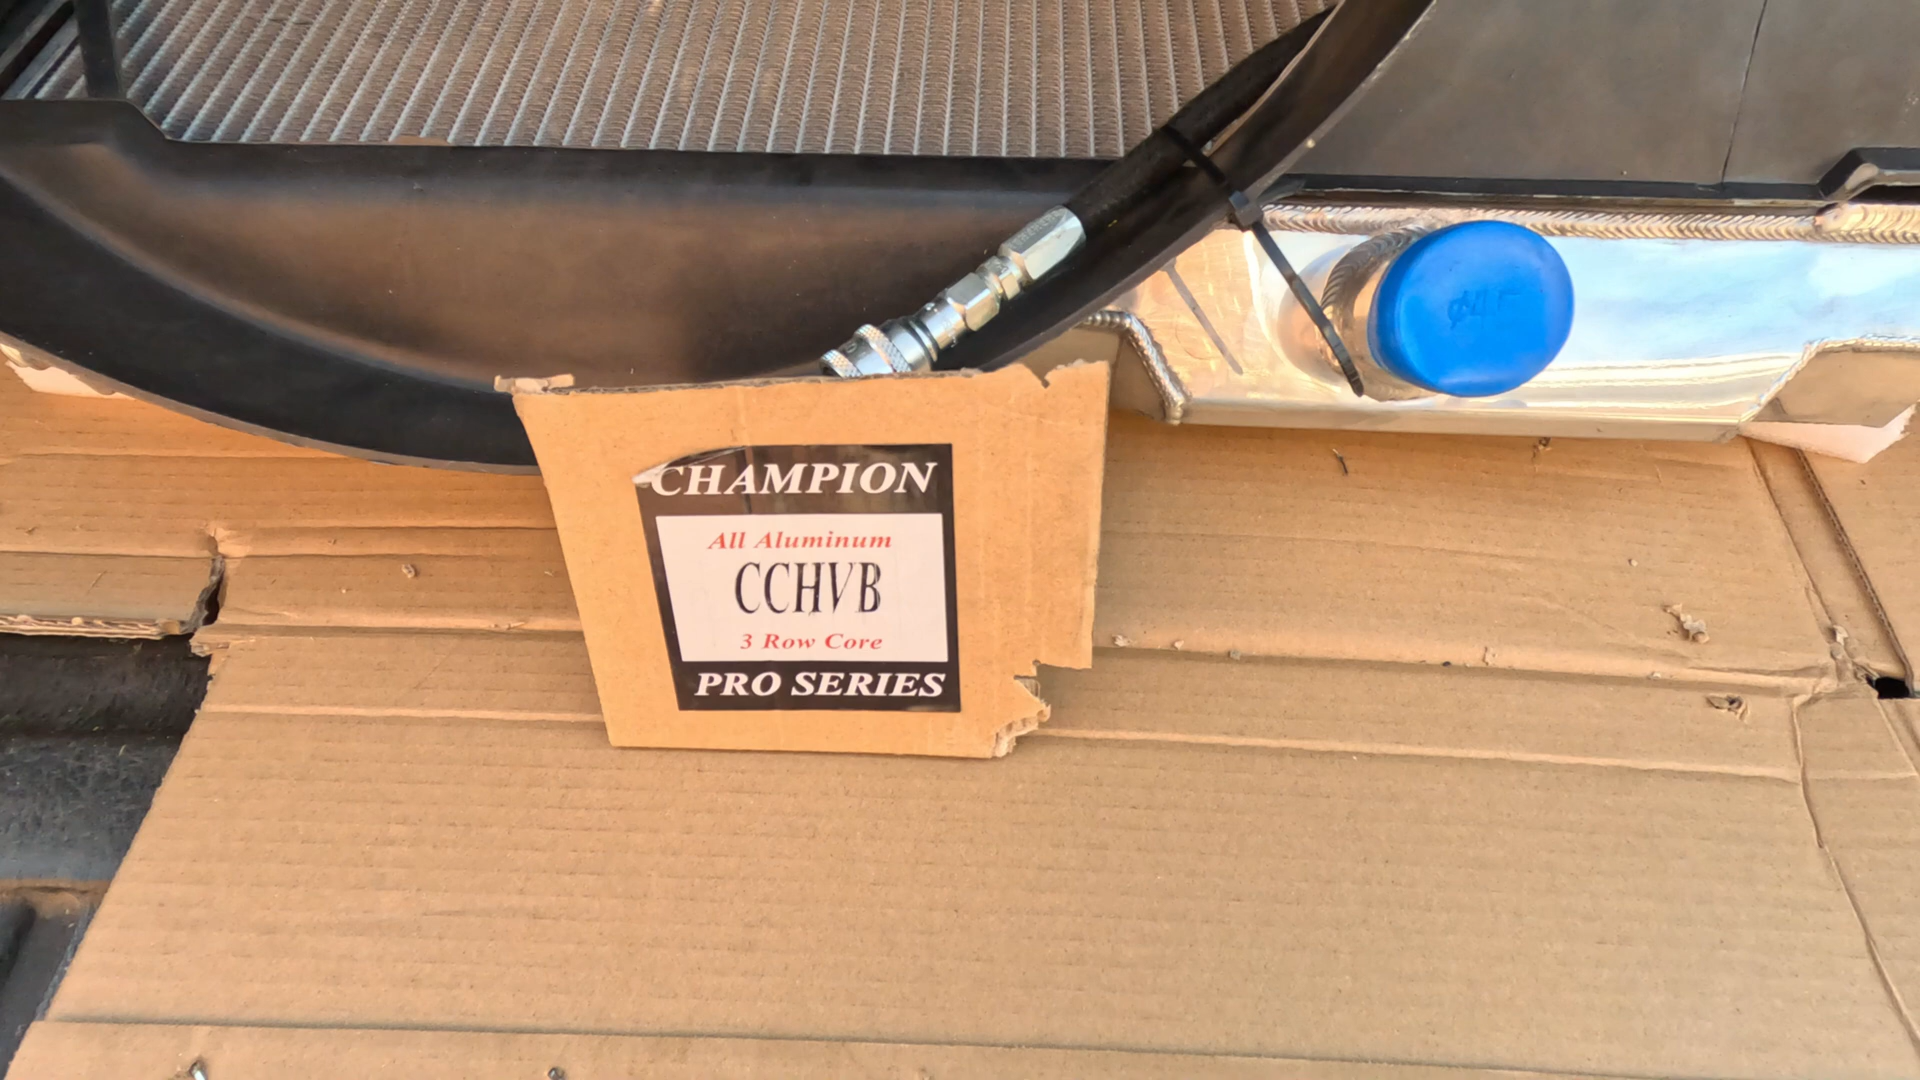 CHAMPION
All Aluminum
CCHVB
3 Row Core
PRO SERIES